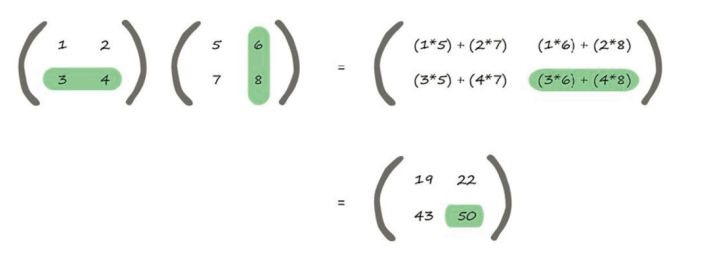 1 2 5 6 (1*5) + (2*7) (1*6) + (2*8)
=
3 4 7 8 (3*5) + (4*7) (3*6) + (4*8)
19 22
=
43 50